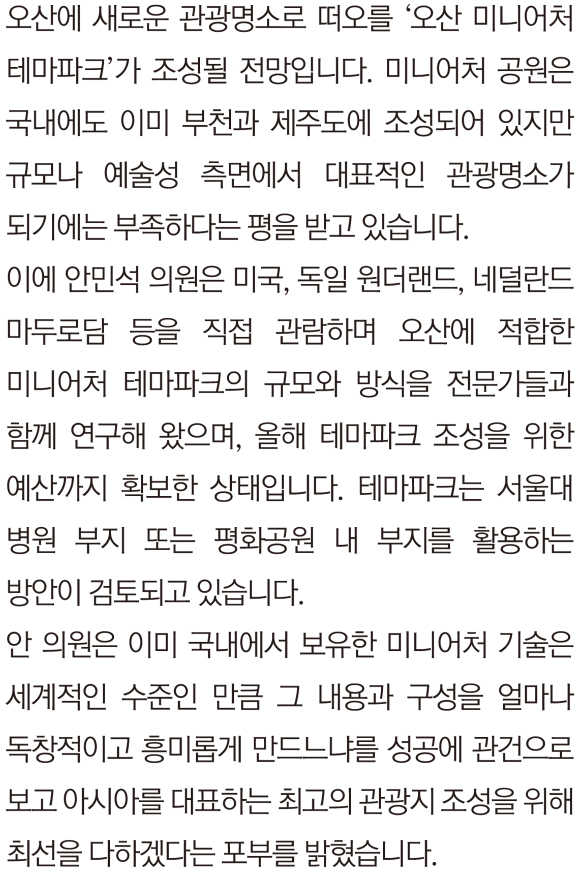 오산에 새로운 관광명소로 떠오를 ‘오산 미니어처
테마파크’가 조성될 전망입니다. 미니어처 공원은
국내에도 이미 부천과 제주도에 조성되어 있지만
규모나 예술성 측면에서 대표적인 관광명소가
되기에는 부족하다는 평을 받고 있습니다.
이에 안민석 의원은 미국, 독일 원더랜드, 네덜란드
마두로담 등을 직접 관람하며 오산에 적합한
미니어처 테마파크의 규모와 방식을 전문가들과
함께 연구해 왔으며, 올해 테마파크 조성을 위한
예산까지 확보한 상태입니다. 테마파크는 서울대
병원 부지 또는 평화공원 내 부지를 활용하는
방안이 검토되고 있습니다.
안 의원은 이미 국내에서 보유한 미니어처 기술은
세계적인 수준인 만큼 그 내용과 구성을 얼마나
독창적이고 흥미롭게 만드느냐를 성공에 관건으로
보고 아시아를 대표하는 최고의 관광지 조성을 위해
최선을 다하겠다는 포부를 밝혔습니다.